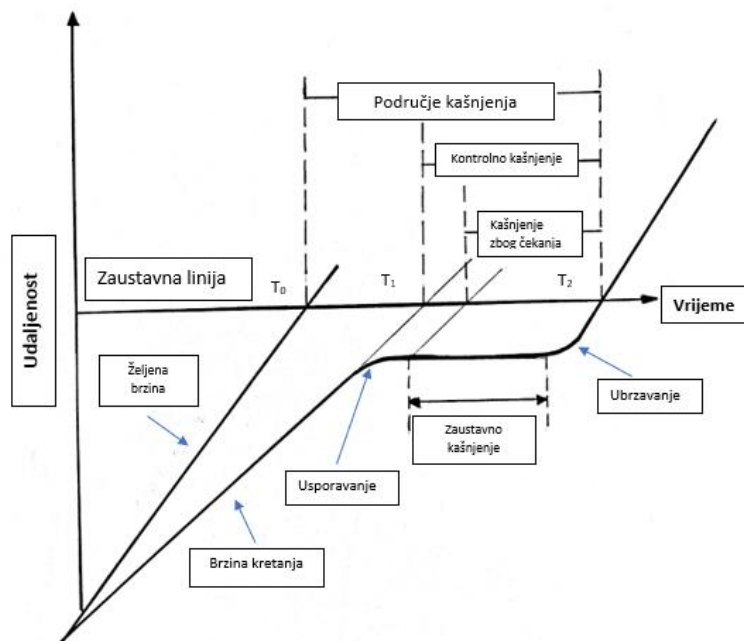 Područje kašnjenja
Kontrolno kašnjenje
Kašnjenje
zbog čekanja
Udaljenost
Zaustavna linija
T₀
T₁
T₂
Vrijeme
Željena
brzina
Ubrzavanje
Zaustavno
kašnjenje
Usporavanje
Brzina kretanja